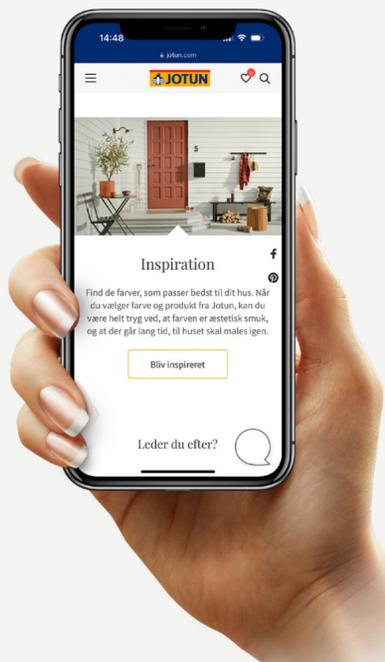 14:48
jotun.com
JOTUN
5
Inspiration
Find de farver, som passer bedst til dit hus. Når
du vælger farve og produkt fra Jotun, kan du
være helt tryg ved, at farven er æstetisk smuk,
og at der går lang tid, til huset skal males igen.
Bliv inspireret
Leder du efter?